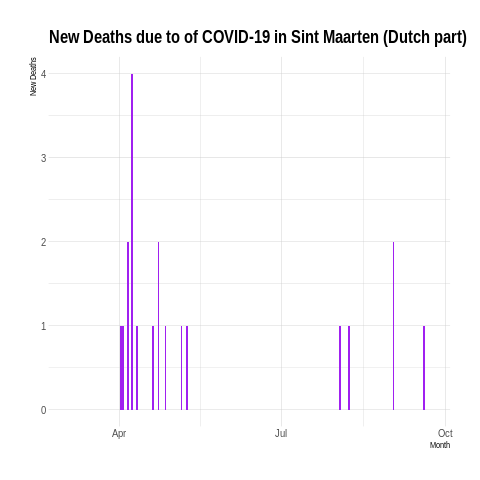 New Deaths due to of COVID-19 in Sint Maarten (Dutch part)
New Deaths
4
3
2
1
0
Apr
Jul
Oct
Month